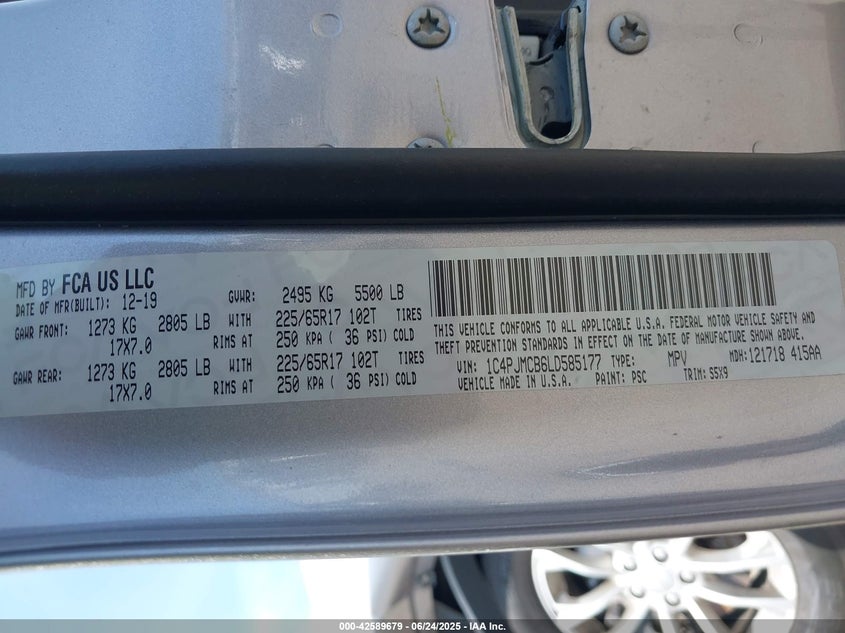 MFD BY FCA US LLC
DATE OF MFR(BUILT): 12-19 GVWR: 2495 KG 5500 LB
GAWR FRONT: 1273 KG 2805 LB WITH 225/65R17 102T TIRES
17X7.0 RIMS AT 250 KPA ( 36 PSI) COLD
GAWR REAR: 1273 KG 2805 LB WITH 225/65R17 102T TIRES
17X7.0 RIMS AT 250 KPA ( 36 PSI) COLD
THIS VEHICLE CONFORMS TO ALL APPLICABLE U.S.A. FEDERAL MOTOR VEHICLE SAFETY AND
THEFT PREVENTION STANDARDS IN EFFECT ON THE DATE OF MANUFACTURE SHOWN ABOVE.
VIN: 1C4PJMCB6LD585177 TYPE: MPV MDH:121718 415AA
VEHICLE MADE IN U.S.A. PAINT: PSC TRIM: S5X9
000-42589679 - 06/24/2025 - IAA Inc.